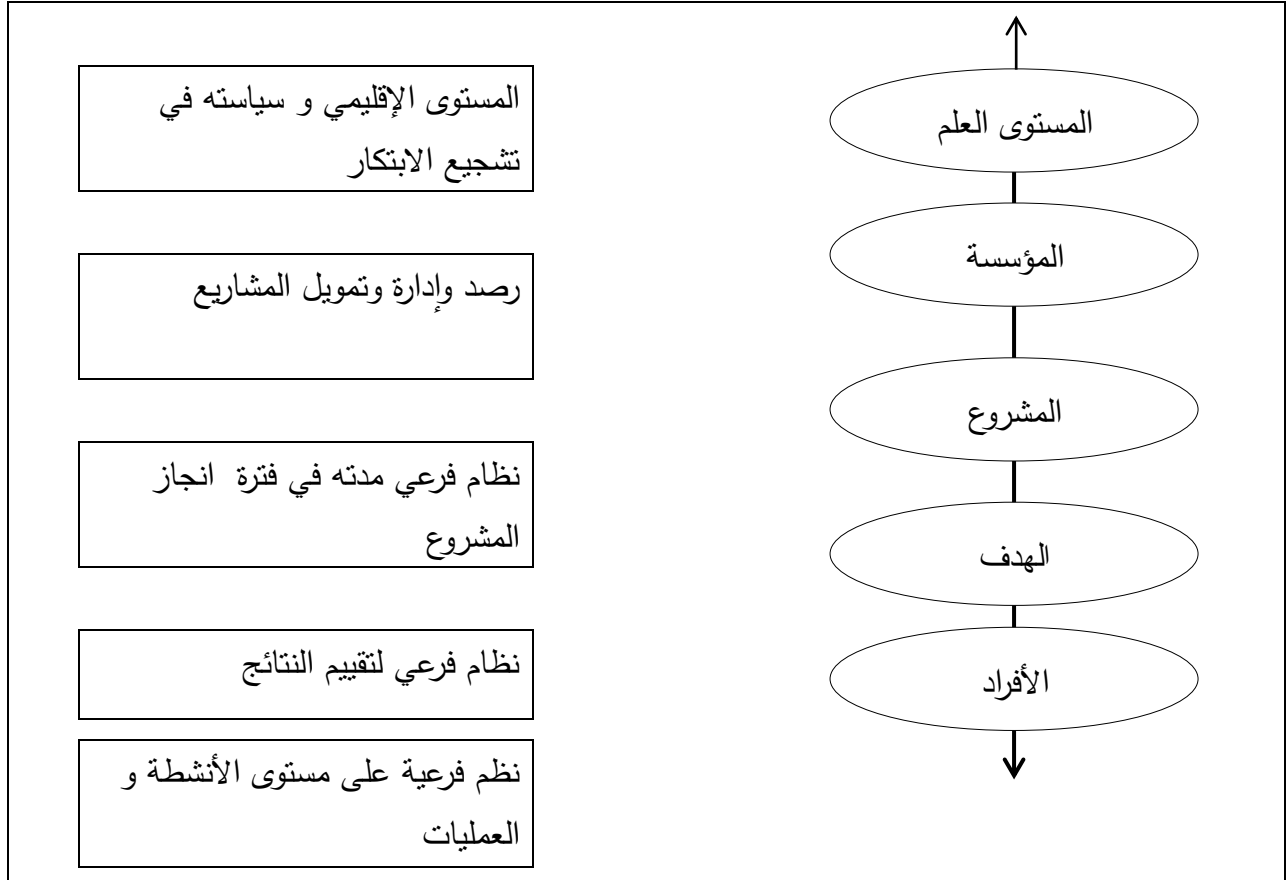 المستوى العلم
المستوى الإقليمي و سياسته في
تشجيع الابتكار
المؤسسة
رصد وإدارة وتمويل المشاريع
المشروع
نظام فرعي مدته في فترة انجاز
المشروع
الهدف
نظام فرعي لتقييم النتائج
الأفراد
نظم فرعية على مستوى الأنشطة و
العمليات